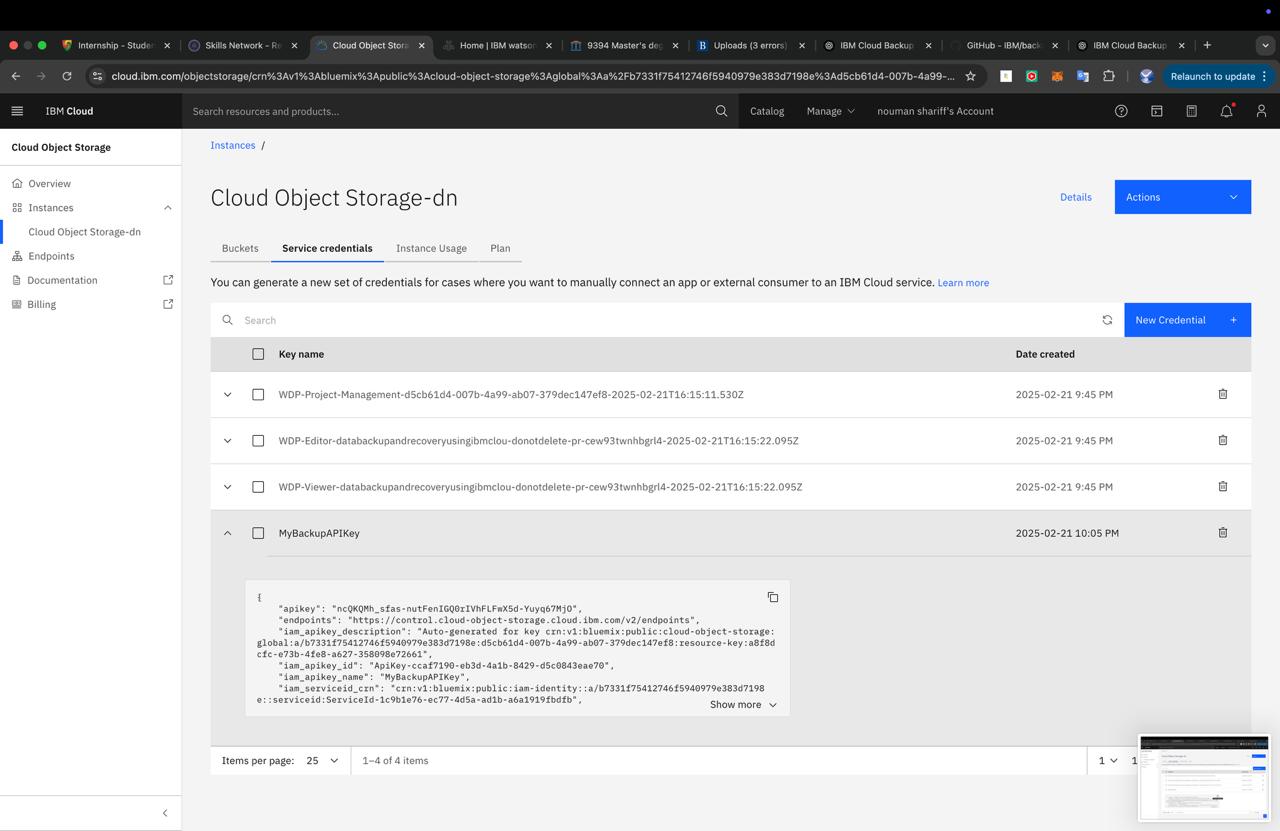 Internship - Studen
Skills Network - Re
Cloud Object Stora
Home | IBM watson
9394 Master's deg
Uploads (3 errors)
IBM Cloud Backup
GitHub - IBM/back
IBM Cloud Backup
cloud.ibm.com/objectstorage/crn%3Av1%3Abluemix%3Apublic%3Acloud-object-storage%3Aglobal%3Aa%2Fb7331f75412746f5940979e383d7198e%3Ad5cb61d4-007b-4a99-...
Relaunch to update
IBM Cloud
Search resources and products...
Catalog
Manage
nouman shariff's Account
Cloud Object Storage
Overview
Instances
Cloud Object Storage-dn
Endpoints
Documentation
Billing
Instances /
Cloud Object Storage-dn
Details
Actions
Buckets
Service credentials
Instance Usage
Plan
You can generate a new set of credentials for cases where you want to manually connect an app or external consumer to an IBM Cloud service. Learn more
Search
New Credential +
Key name
Date created
WDP-Project-Management-d5cb61d4-007b-4a99-ab07-379dec147ef8-2025-02-21T16:15:11.530Z
2025-02-21 9:45 PM
WDP-Editor-databackupandrecoveryusingibmclou-donotdelete-pr-cew93twnhbgrl4-2025-02-21T16:15:22.095Z
2025-02-21 9:45 PM
WDP-Viewer-databackupandrecoveryusingibmclou-donotdelete-pr-cew93twnhbgrl4-2025-02-21T16:15:22.095Z
2025-02-21 9:45 PM
MyBackupAPIKey
2025-02-21 10:05 PM
{
"apikey": "ncQKQMh_sfas-nutFenIGQ0rIVhFLFwX5d-Yuyq67MjO",
"endpoints": "https://control.cloud-object-storage.cloud.ibm.com/v2/endpoints",
"iam_apikey_description": "Auto-generated for key crn:v1:bluemix:public:cloud-object-storage:
global:a/b7331f75412746f5940979e383d7198e:d5cb61d4-007b-4a99-ab07-379dec147ef8:resource-key:a8f8d
cfc-e73b-4fe8-a627-358098e72661",
"iam_apikey_id": "ApiKey-ccaf7190-eb3d-4a1b-8429-d5c0843eae70",
"iam_apikey_name": "MyBackupAPIKey",
"iam_serviceid_crn": "crn:v1:bluemix:public:iam-identity::a/b7331f75412746f5940979e383d7198
e::serviceid:ServiceId-1c9b1e76-ec77-4d5a-ad1b-a6a1919fbdfb",
Show more
Items per page: 25
1–4 of 4 items
1
1